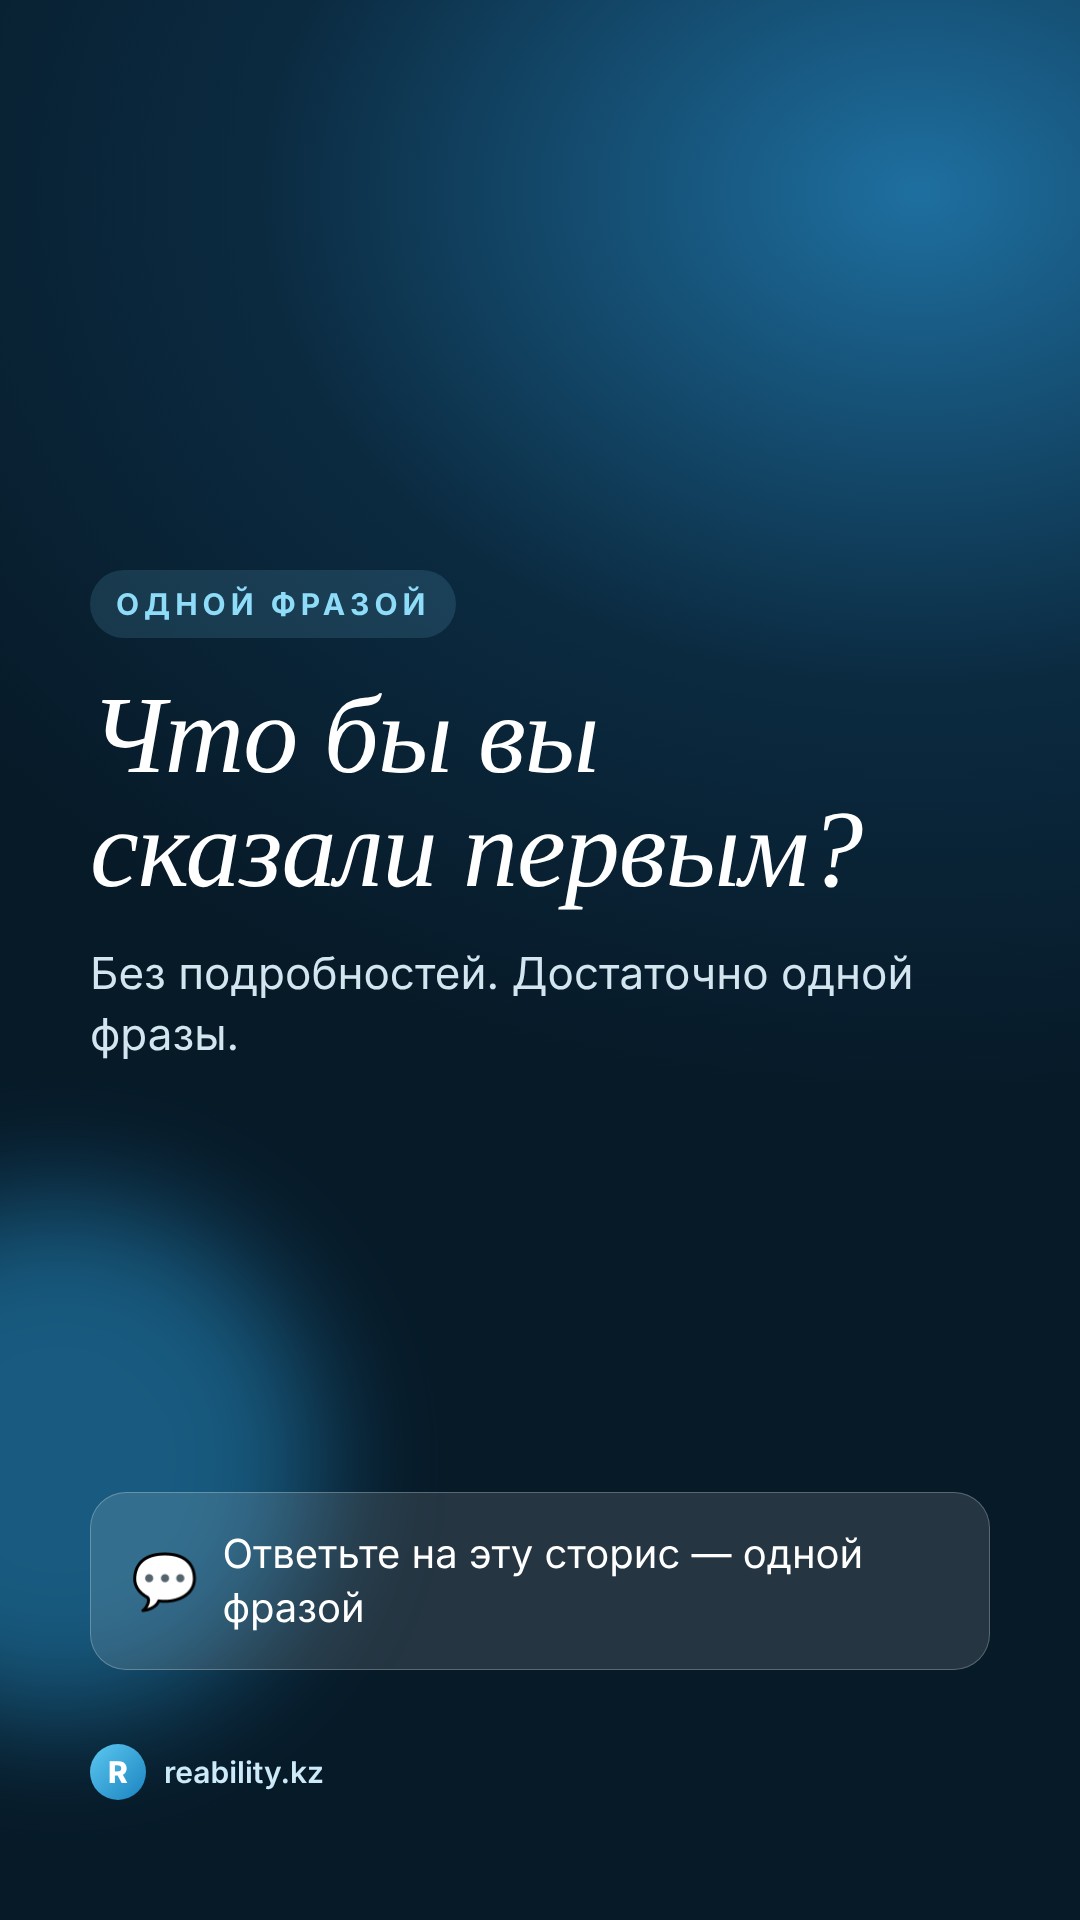 ОДНОЙ ФРАЗОЙ
Что бы вы
сказали первым?
Без подробностей. Достаточно одной
фразы.
💬 Ответьте на эту сторис — одной
фразой
R reability.kz